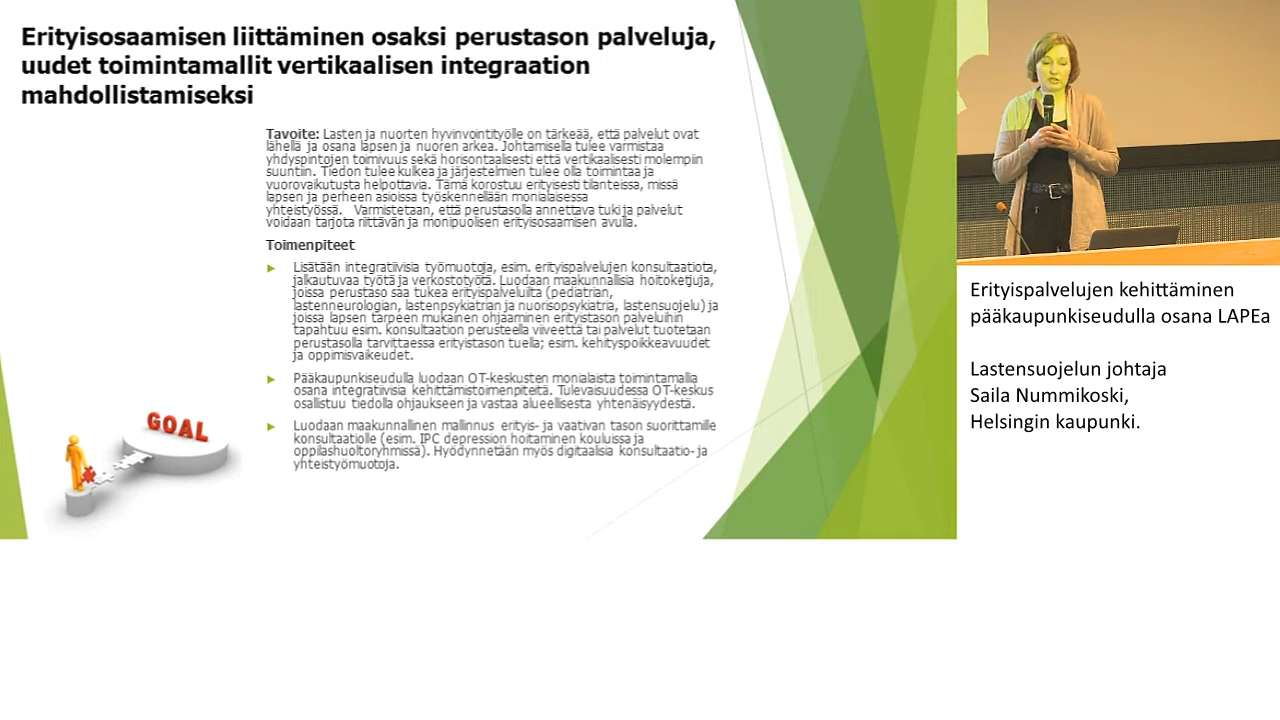 Erityisosaamisen liittäminen osaksi perustason palveluja,
uudet toimintamallit vertikaalisen integraation
mahdollistamiseksi
Tavoite: Lasten ja nuorten hyvinvointityölle on tärkeää, että palvelut ovat
lähellä ja osana lapsen ja nuoren arkea. Johtamisella tulee varmistaa
yhdyspintojen toimivuus sekä horisontaalisesti että vertikaalisesti molempiin
suuntiin. Tiedon tulee kulkea ja järjestelmien tulee olla toimintaa ja
vuorovaikutusta helpottavia. Tämä korostuu erityisesti tilanteissa, missä
lapsen ja perheen asioissa työskennellään monialaisessa
yhteistyössä. Varmistetaan, että perustasolla annettava tuki ja palvelut
voidaan tarjota riittävän ja monipuolisen erityisosaamisen avulla.
Toimenpiteet
Lisätään integratiivisia työmuotoja, esim. erityispalvelujen konsultaatiota,
jalkautuvaa työtä ja verkostotyötä. Luodaan maakunnallisia hoitoketjuja,
joissa perustaso saa tukea erityispalveluilta (pediatrian,
lastenneurologian, lastenpsykiatrian ja nuorisopsykiatria, lastensuojelu) ja
joissa lapsen tarpeen mukainen ohjaaminen erityistason palveluihin
tapahtuu esim. konsultaation perusteella viiveettä tai palvelut tuotetaan
perustasolla tarvittaessa erityistason tuella; esim. kehityspoikkeavuudet
ja oppimisvaikeudet.
Pääkaupunkiseudulla luodaan OT-keskusten monialaista toimintamallia
osana integratiivisia kehittämistoimenpiteitä. Tulevaisuudessa OT-keskus
osallistuu tiedolla ohjaukseen ja vastaa alueellisesta yhtenäisyydestä.
Luodaan maakunnallinen mallinnus erityis- ja vaativan tason suorittamille
konsultaatiolle (esim. IPC depression hoitaminen kouluissa ja
oppilashuoltoryhmissä). Hyödynnetään myös digitaalisia konsultaatio- ja
yhteistyömuotoja.
GOAL
Erityispalvelujen kehittäminen
pääkaupunkiseudulla osana LAPEa
Lastensuojelun johtaja
Saila Nummikoski,
Helsingin kaupunki.